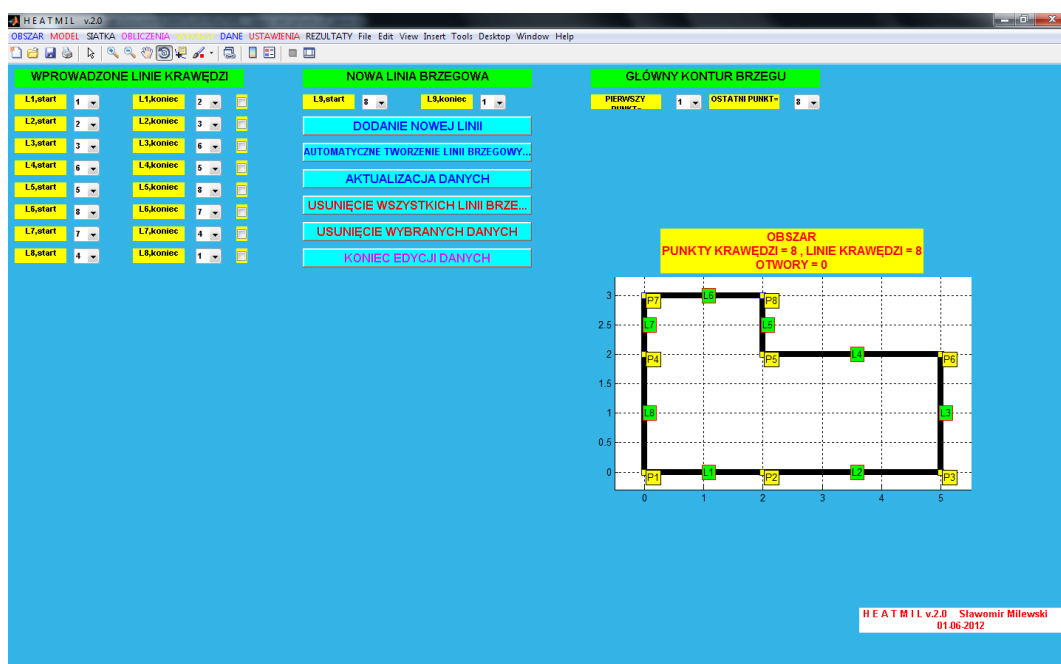 H E A T M I L   v.2.0
OBSZAR MODEL SIATKA OBLICZENIA WYKRESY DANE USTAWIENIA REZULTATY File Edit View Insert Tools Desktop Window Help
WPROWADZONE LINIE KRAWĘDZI
L1,start 1 L1,koniec 2
L2,start 2 L2,koniec 3
L3,start 3 L3,koniec 6
L4,start 6 L4,koniec 5
L5,start 5 L5,koniec 8
L6,start 8 L6,koniec 7
L7,start 7 L7,koniec 4
L8,start 4 L8,koniec 1
NOWA LINIA BRZEGOWA
L9,start 8 L9,koniec 1
DODANIE NOWEJ LINII
AUTOMATYCZNE TWORZENIE LINII BRZEGOWY...
AKTUALIZACJA DANYCH
USUNIĘCIE WSZYSTKICH LINII BRZE...
USUNIĘCIE WYBRANYCH DANYCH
KONIEC EDYCJI DANYCH
GŁÓWNY KONTUR BRZEGU
PIERWSZY PUNKT= 1 OSTATNI PUNKT= 8
OBSZAR
PUNKTY KRAWĘDZI = 8 , LINIE KRAWĘDZI = 8
OTWORY = 0
3 P7 L6 P8
2.5 L7 L5
2 P4 P5 L4 P6
1.5
1 L8 L3
0.5
0 P1 L1 P2 L2 P3
0 1 2 3 4 5
H E A T M I L v.2.0 Sławomir Milewski
01-06-2012